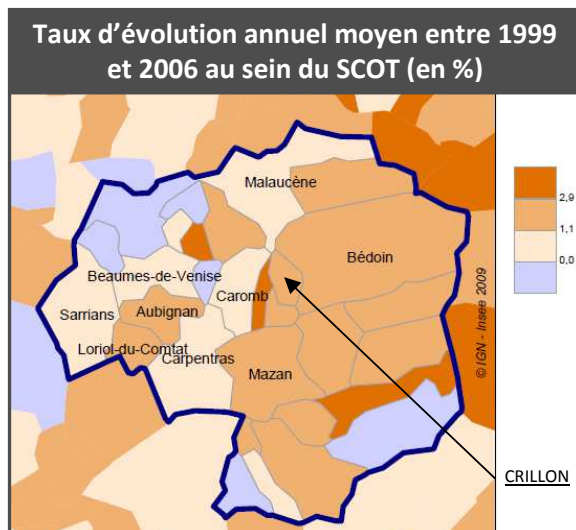 Taux d’évolution annuel moyen entre 1999
et 2006 au sein du SCOT (en %)
Malaucène
2,9
1,1
0,0
Bédoin
Beaumes-de-Venise
Caromb
Sarrians
Aubignan
Loriol-du-Comtat
Carpentras
Mazan
© IGN - Insee 2009
CRILLON